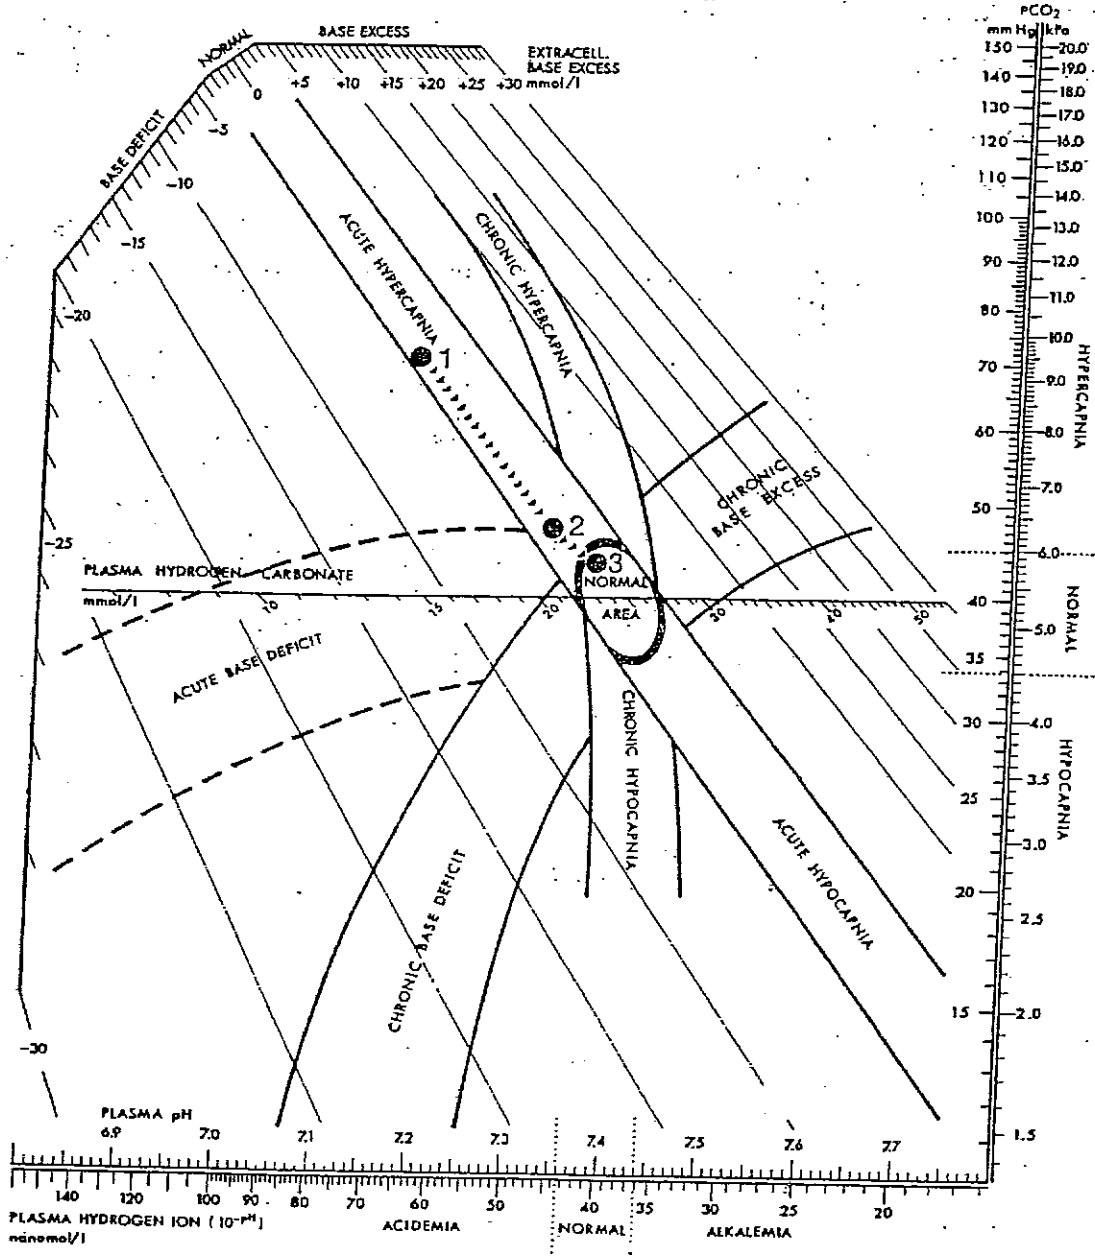 NORMAL
BASE EXCESS
EXTRACELL.
BASE EXCESS
mmol/l
0 +5 +10 +15 +20 +25 +30
BASE DEFICIT
-5
-10
-15
-20
-25
-30
PCO2
mm Hg kPa
150 20.0
140 19.0
130 18.0
17.0
120 16.0
15.0
110 14.0
100 13.0
90 12.0
11.0
80 10.0
70 9.0
60 8.0
7.0
50
6.0
40
5.0
35
30 4.0
3.5
25
3.0
20
2.5
15 2.0
1.5
HYPERCAPNIA
NORMAL
HYPOCAPNIA
ACUTE HYPERCAPNIA
CHRONIC HYPERCAPNIA
1
2
3
CHRONIC
BASE EXCESS
PLASMA HYDROGEN CARBONATE
mmol/l
10 15 20 30 40 50
NORMAL
AREA
ACUTE BASE DEFICIT
CHRONIC HYPOCAPNIA
ACUTE HYPOCAPNIA
CHRONIC BASE DEFICIT
PLASMA pH
6.9 7.0 7.1 7.2 7.3 7.4 7.5 7.6 7.7
140 120 100 90 80 70 60 50 40 35 30 25 20
PLASMA HYDROGEN ION (10-pH)
nanomol/l
ACIDEMIA NORMAL ALKALEMIA